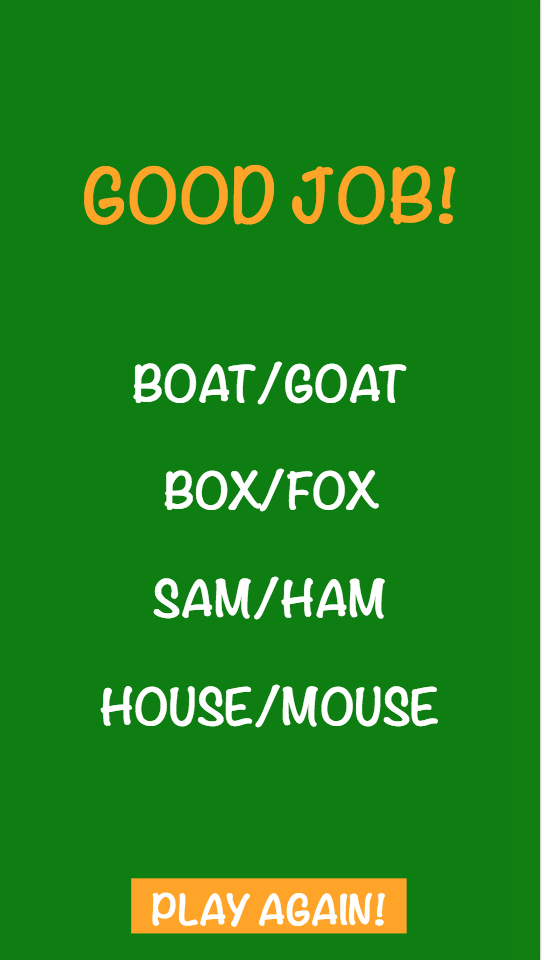 GOOD JOB!
BOAT/GOAT
BOX/FOX
SAM/HAM
HOUSE/MOUSE
PLAY AGAIN!